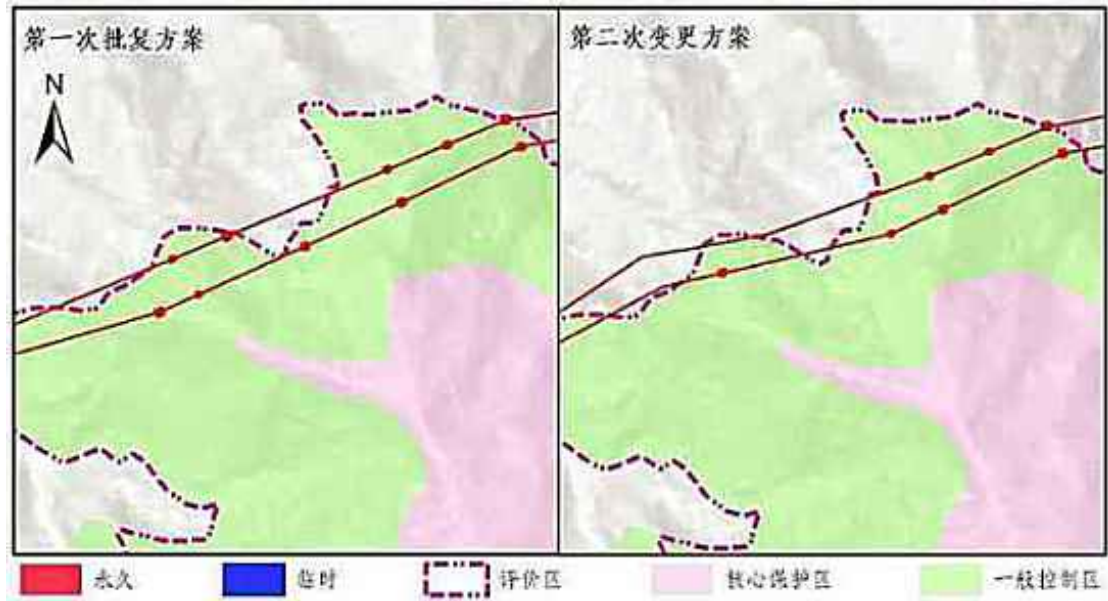 第一次批复方案
第二次变更方案
N
永久
临时
评价区
核心保护区
一般控制区